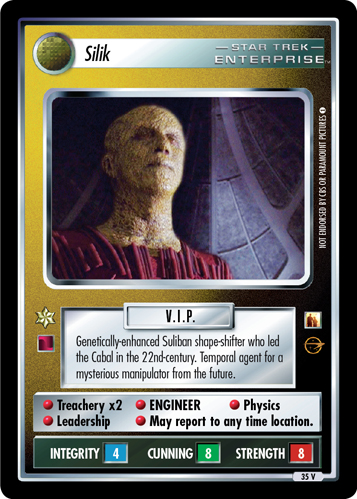 Silik
STAR TREK
ENTERPRISE™
NOT ENDORSED BY CBS OR PARAMOUNT PICTURES
V.I.P.
Genetically-enhanced Suliban shape-shifter who led
the Cabal in the 22nd-century. Temporal agent for a
mysterious manipulator from the future.
Treachery x2 ENGINEER Physics
Leadership May report to any time location.
INTEGRITY 4 CUNNING 8 STRENGTH 8
35 V